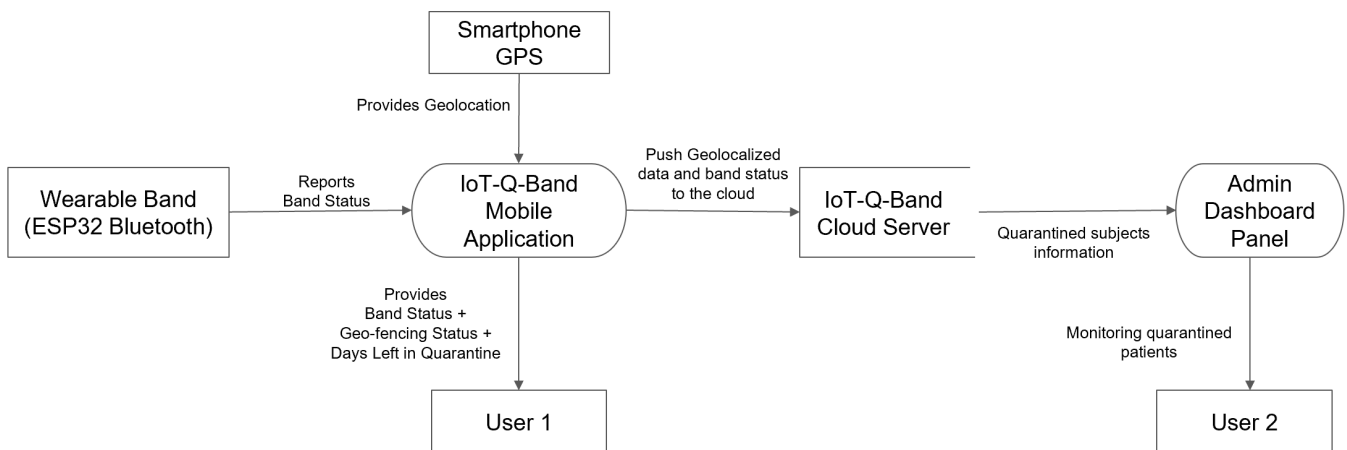 Smartphone
GPS
Provides Geolocation
Wearable Band
(ESP32 Bluetooth)
Reports
Band Status
IoT-Q-Band
Mobile
Application
Push Geolocalized
data and band status
to the cloud
IoT-Q-Band
Cloud Server
Quarantined subjects
information
Admin
Dashboard
Panel
Provides
Band Status +
Geo-fencing Status +
Days Left in Quarantine
Monitoring quarantined
patients
User 1
User 2